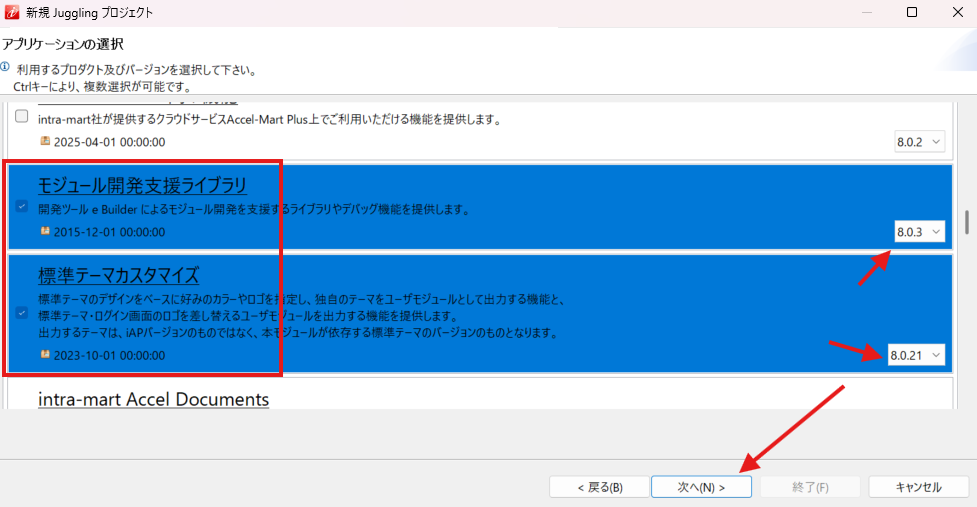 新規 Juggling プロジェクト
アプリケーションの選択
利用するプロダクト及びバージョンを選択して下さい。
Ctrlキーにより、複数選択が可能です。
intra-mart社が提供するクラウドサービスAccel-Mart Plus上でご利用いただける機能を提供します。
2025-04-01 00:00:00
8.0.2
モジュール開発支援ライブラリ
開発ツール e Builder によるモジュール開発を支援するライブラリやデバッグ機能を提供します。
2015-12-01 00:00:00
8.0.3
標準テーマカスタマイズ
標準テーマのデザインをベースに好みのカラーやロゴを指定し、独自のテーマをユーザモジュールとして出力する機能と、
標準テーマ・ログイン画面のロゴを差し替えるユーザモジュールを出力する機能を提供します。
出力するテーマは、iAPバージョンのものではなく、本モジュールが依存する標準テーマのバージョンのものとなります。
2023-10-01 00:00:00
8.0.21
intra-mart Accel Documents
< 戻る(B)
次へ(N) >
終了(F)
キャンセル